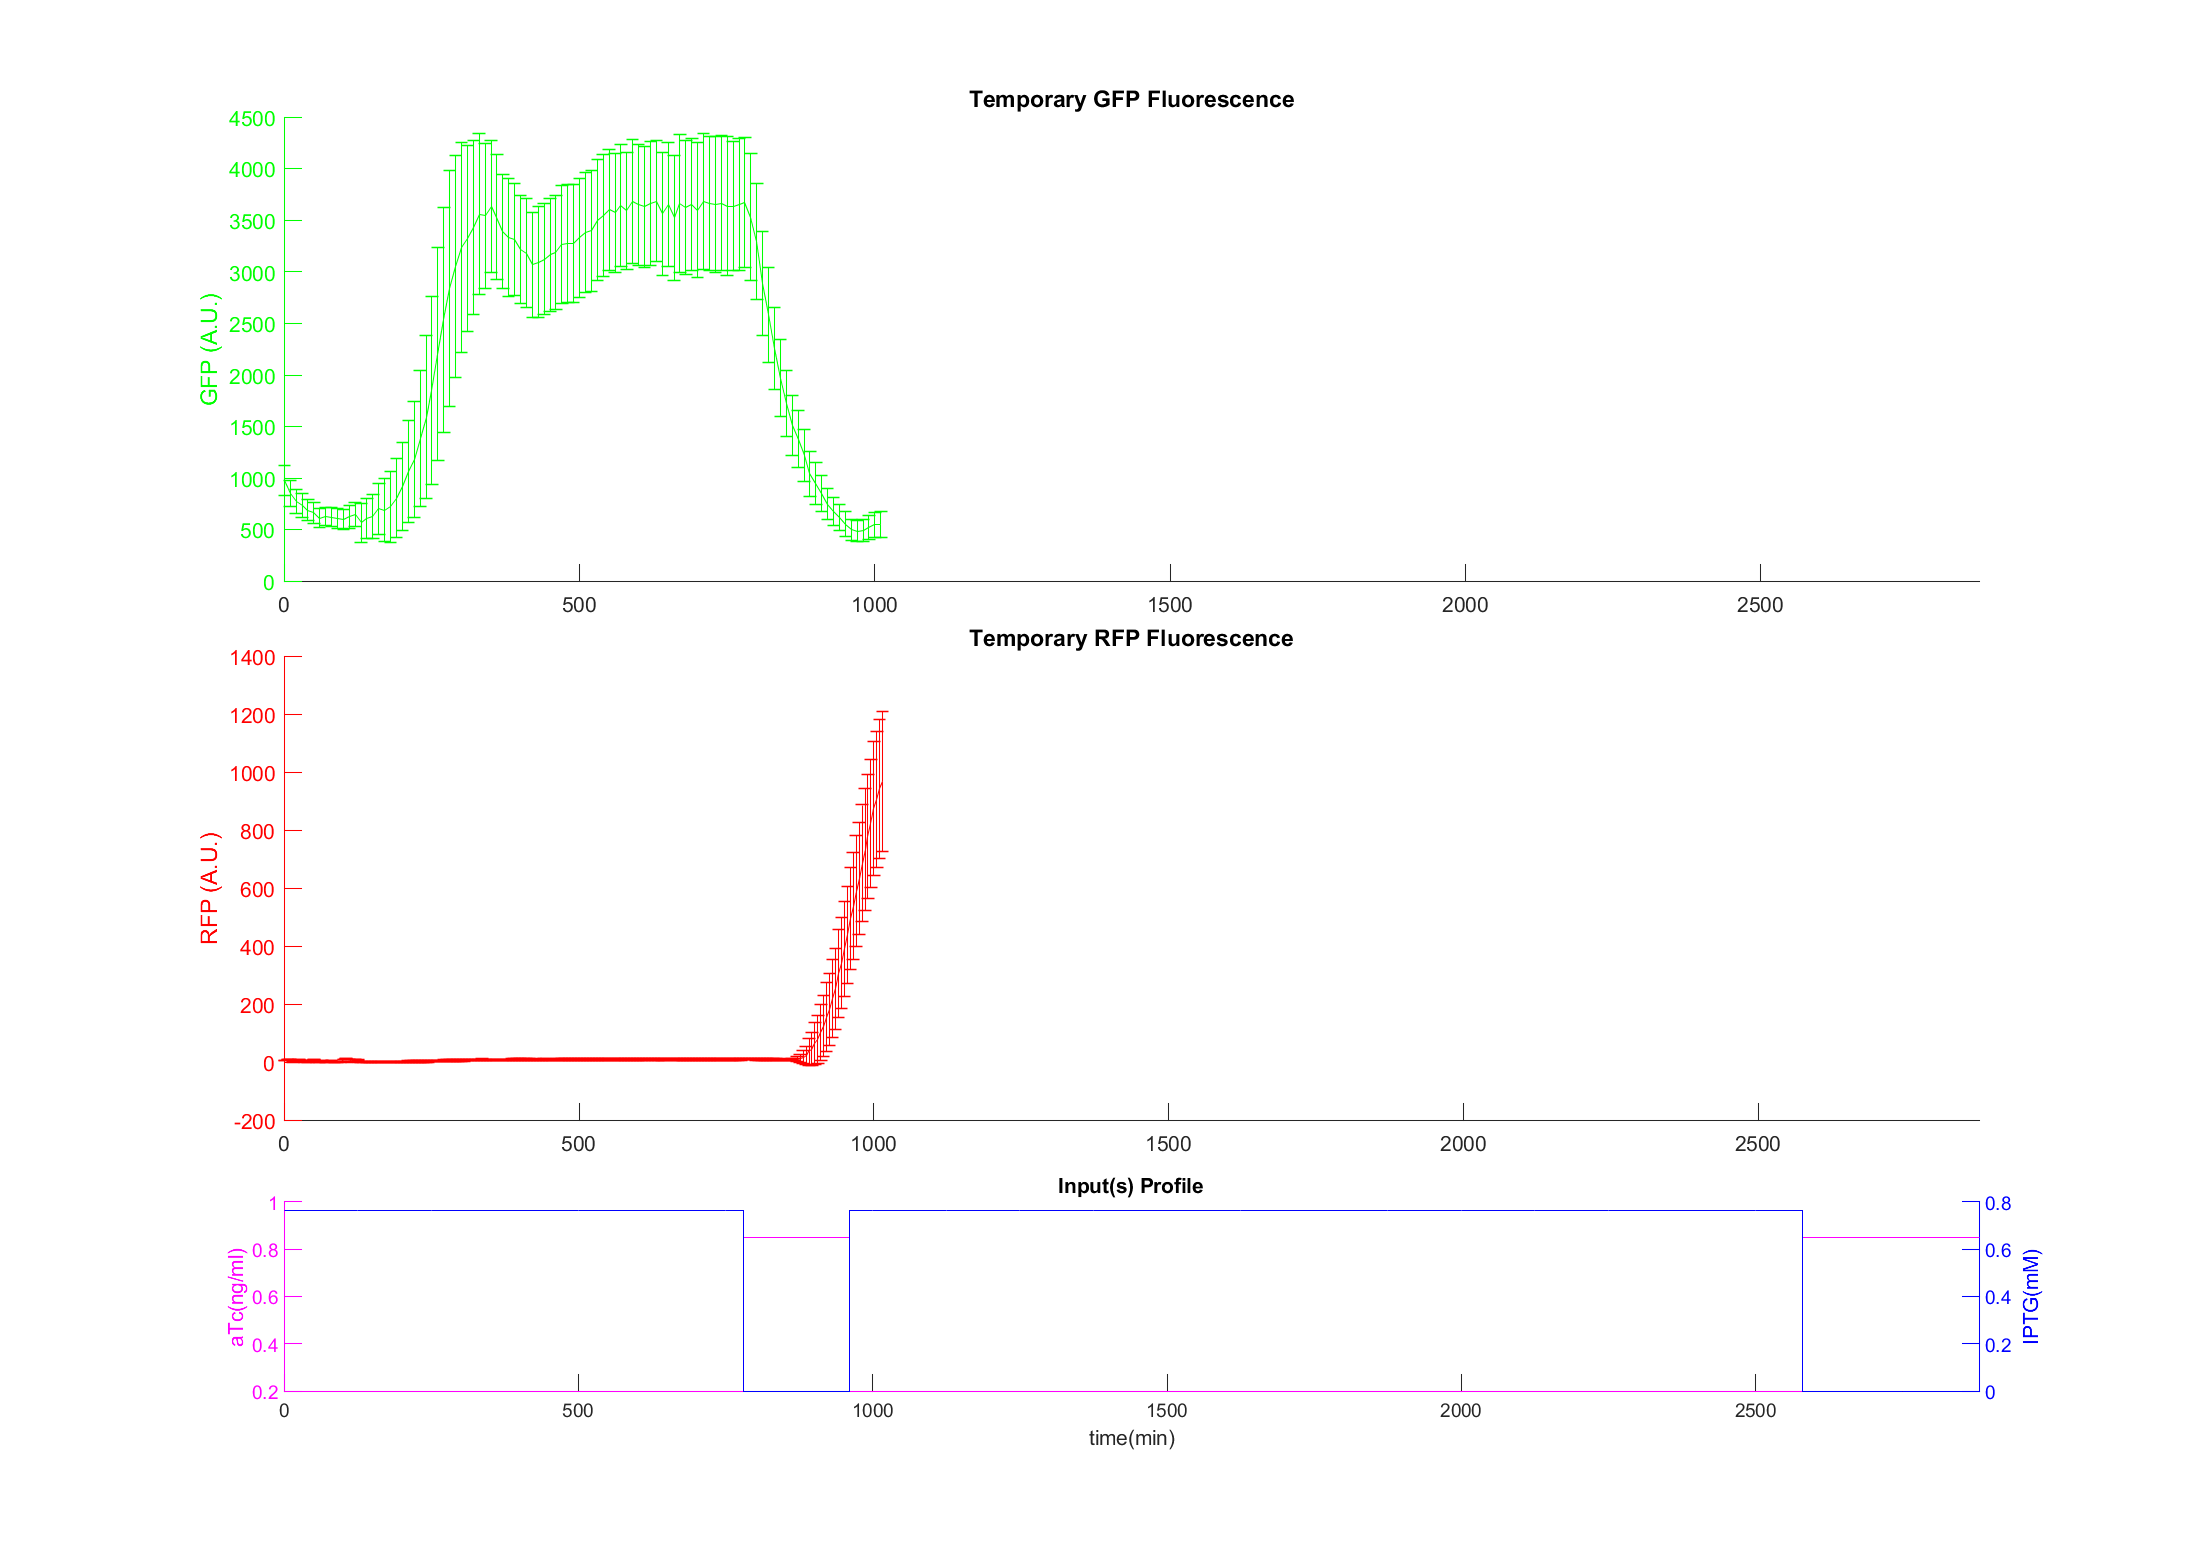 Temporary GFP Fluorescence
4500
4000
3500
3000
2500
2000
1500
1000
500
0
GFP (A.U.)
0 500 1000 1500 2000 2500
Temporary RFP Fluorescence
1400
1200
1000
800
600
400
200
0
-200
RFP (A.U.)
0 500 1000 1500 2000 2500
Input(s) Profile
1
0.8
0.6
0.4
0.2
aTc(ng/ml)
0.8
0.6
0.4
0.2
0
IPTG(mM)
0 500 1000 1500 2000 2500
time(min)